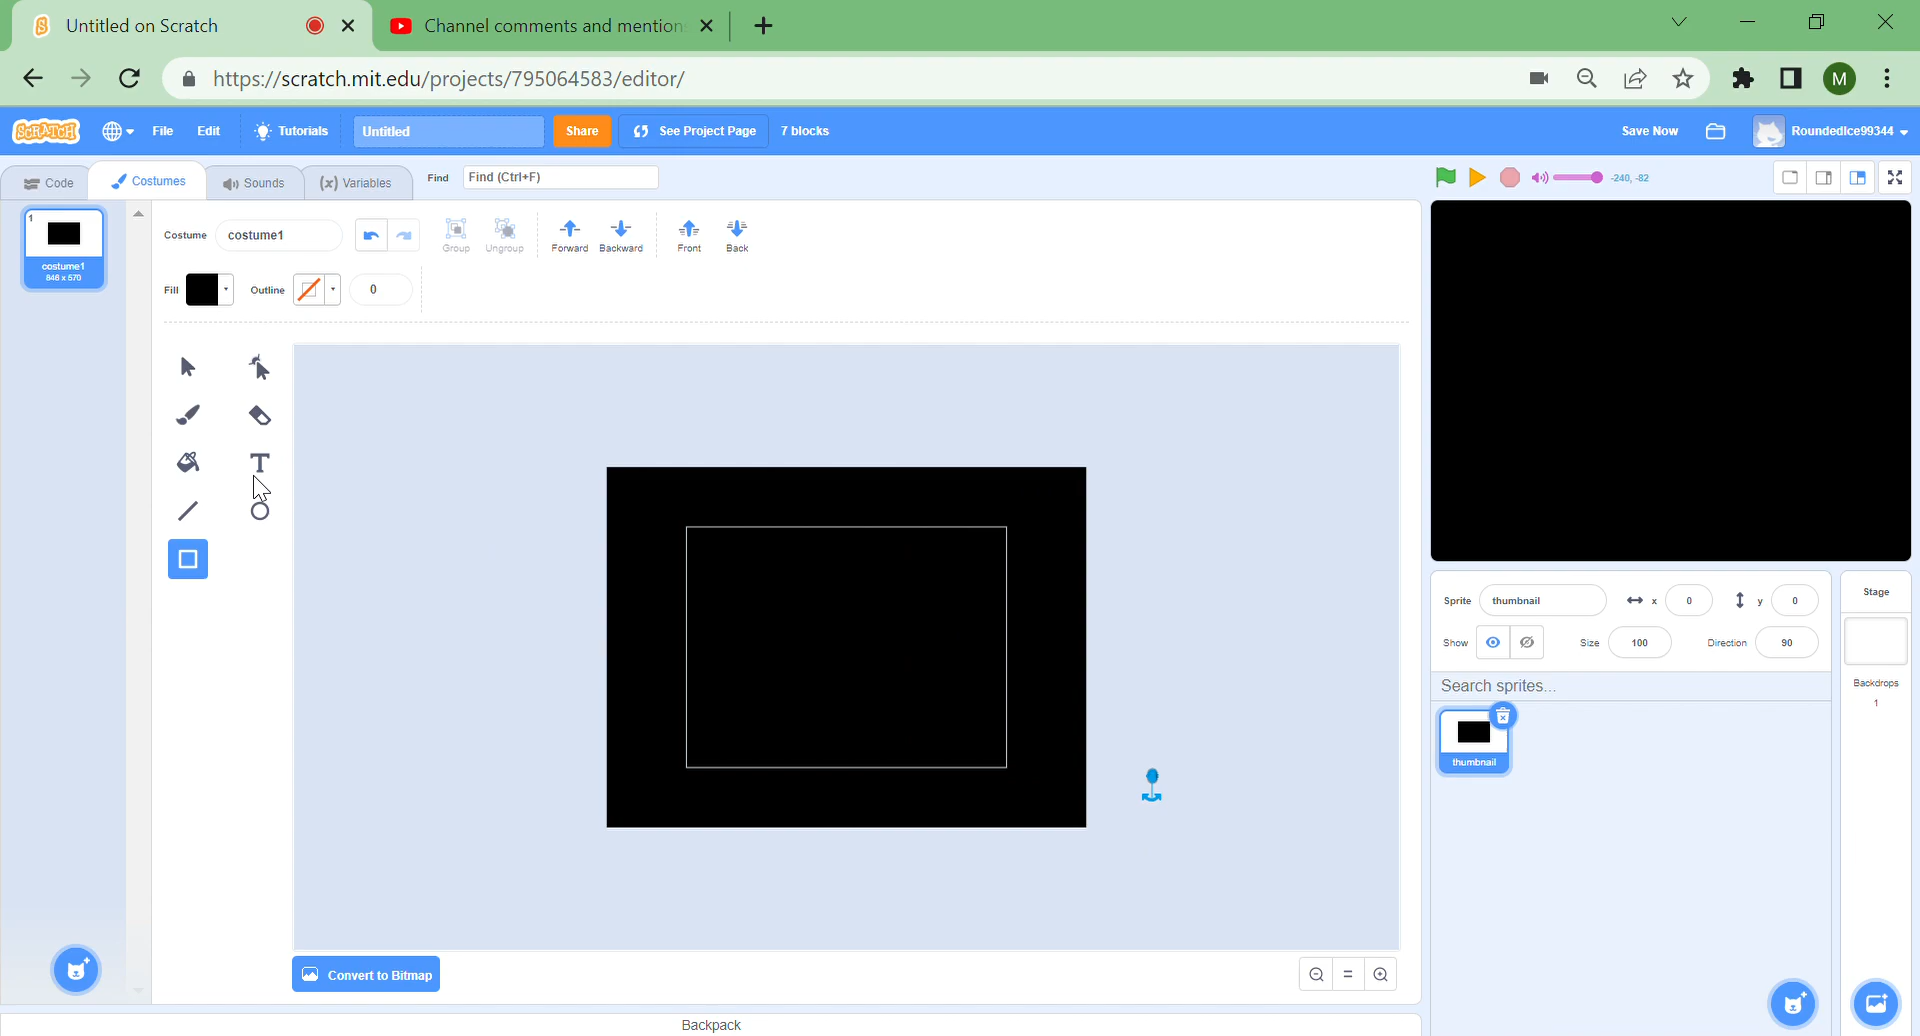 Untitled on Scratch
Channel comments and mention
https://scratch.mit.edu/projects/795064583/editor/
M
SCRATCH
File
Edit
Tutorials
Untitled
Share
See Project Page
7 blocks
Save Now
RoundedIce99344
Code
Costumes
Sounds
(x) Variables
Find
Find (Ctrl+F)
-240, -82
1
costume1
846 x 570
Costume
costume1
Group
Ungroup
Forward
Backward
Front
Back
Fill
Outline
0
T
Convert to Bitmap
Backpack
Sprite
thumbnail
x
0
y
0
Show
Size
100
Direction
90
Search sprites...
thumbnail
Stage
Backdrops
1